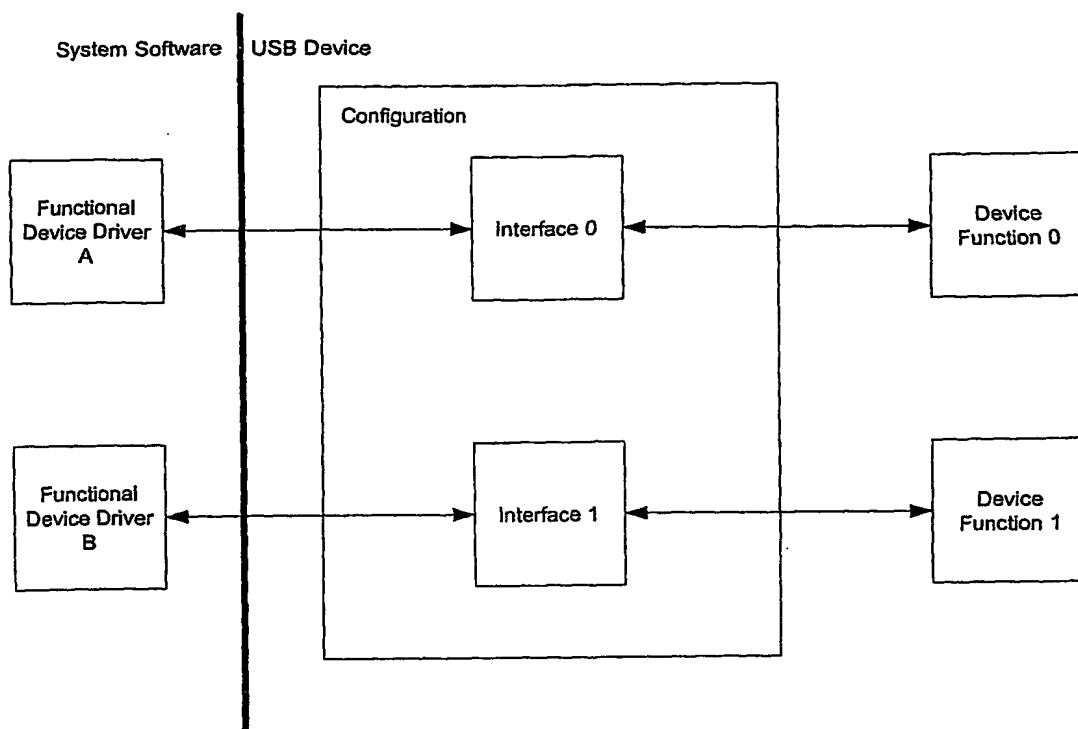 System Software
USB Device
Configuration
Functional
Device Driver
A
Interface 0
Device
Function 0
Functional
Device Driver
B
Interface 1
Device
Function 1